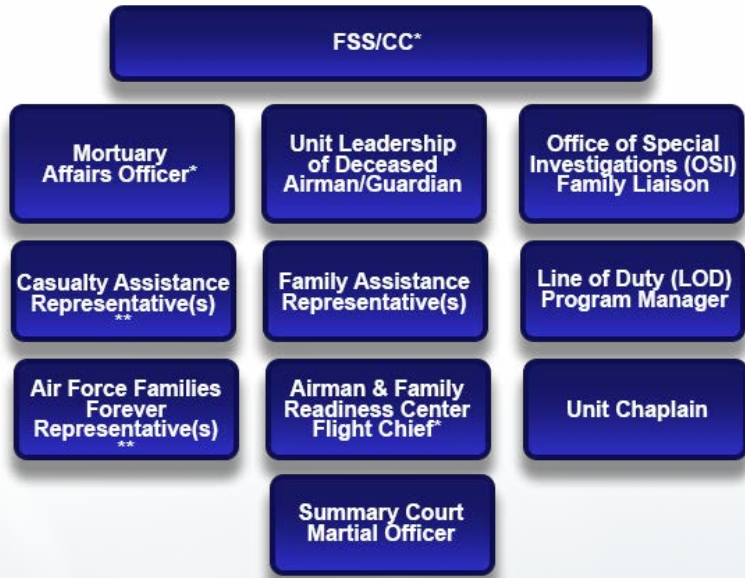 FSS/CC*
Mortuary
Affairs Officer*
Unit Leadership
of Deceased
Airman/Guardian
Office of Special
Investigations (OSI)
Family Liaison
Casualty Assistance
Representative(s)
**
Family Assistance
Representative(s)
Line of Duty (LOD)
Program Manager
Air Force Families
Forever
Representative(s)
**
Airman & Family
Readiness Center
Flight Chief*
Unit Chaplain
Summary Court
Martial Officer